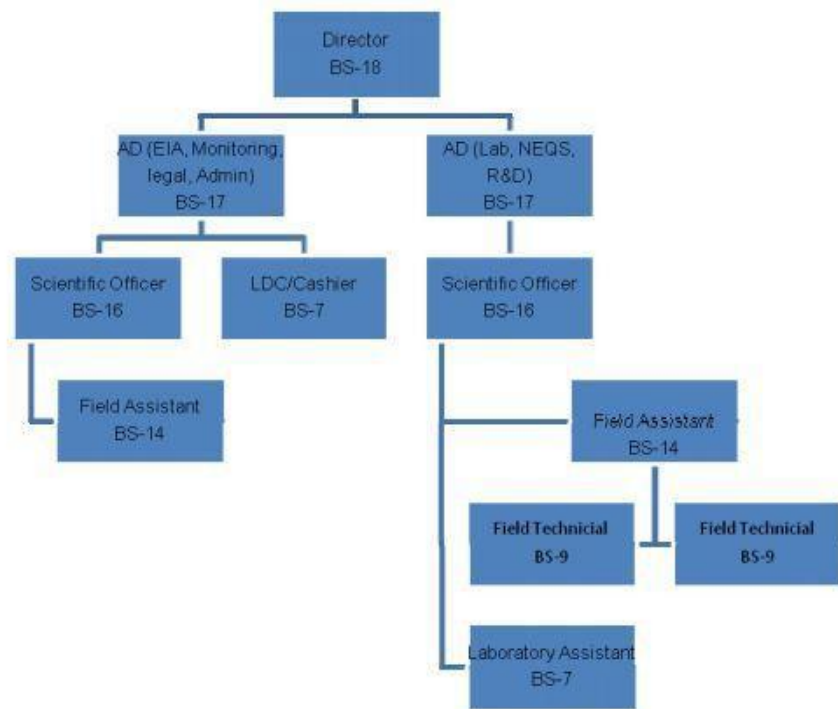 Director
BS-18
AD (EIA, Monitoring,
legal, Admin)
BS-17
AD (Lab, NEQS,
R&D)
BS-17
Scientific Officer
BS-16
LDC/Cashier
BS-7
Scientific Officer
BS-16
Field Assistant
BS-14
Field Assistant
BS-14
Field Technicial
BS-9
Field Technicial
BS-9
Laboratory Assistant
BS-7